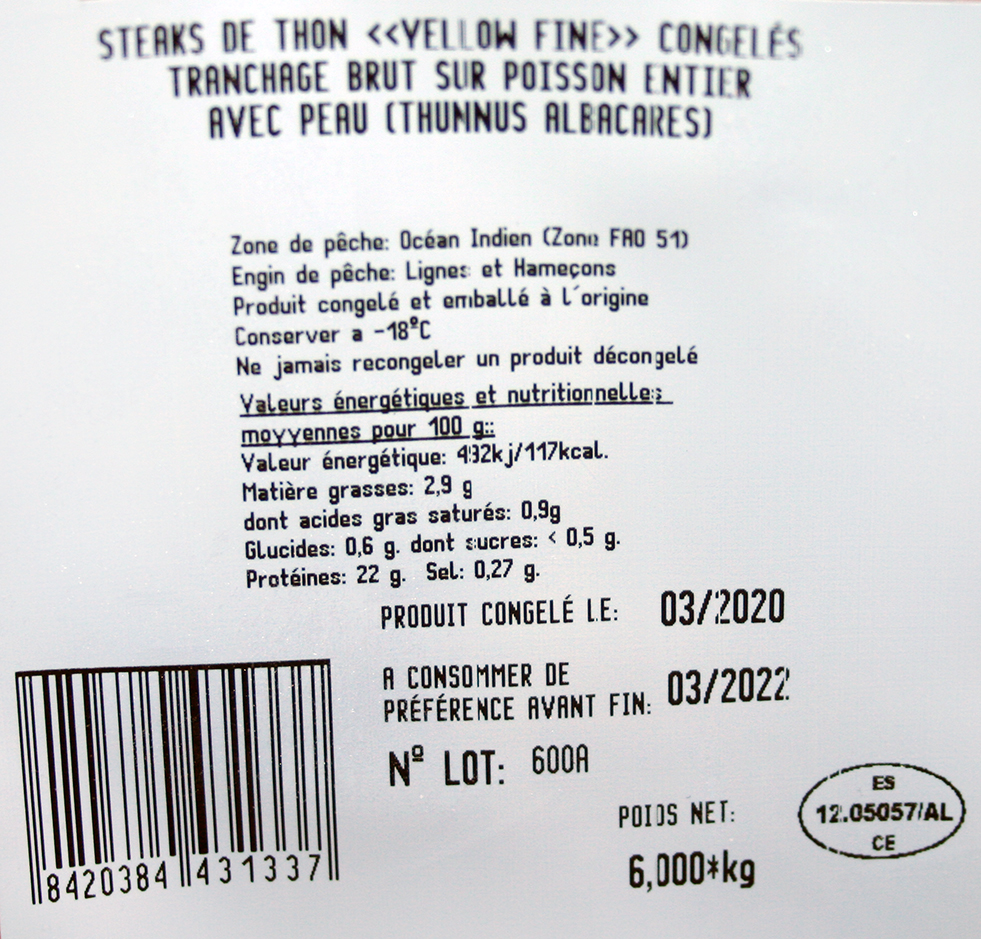 STEAKS DE THON <<YELLOW FINE>> CONGELÉS
TRANCHAGE BRUT SUR POISSON ENTIER
AVEC PEAU (THUNNUS ALBACARES)
Zone de pêche: Océan Indien (Zone FAO 51)
Engin de pêche: Lignes et Hameçons
Produit congelé et emballé à l´origine
Conserver a -18ºC
Ne jamais recongeler un produit décongelé
Valeurs énergétiques et nutritionnelles
moyyennes pour 100 g::
Valeur énergétique: 492kj/117kcal.
Matière grasses: 2,9 g
dont acides gras saturés: 0,9g
Glucides: 0,6 g. dont sucres: < 0,5 g.
Protéines: 22 g. Sel: 0,27 g.
PRODUIT CONGELÉ LE: 03/2020
A CONSOMMER DE
PRÉFÉRENCE AVANT FIN: 03/2022
Nº LOT: 600A
POIDS NET:
6,000*kg
ES
12.05057/AL
CE
8420384 431337